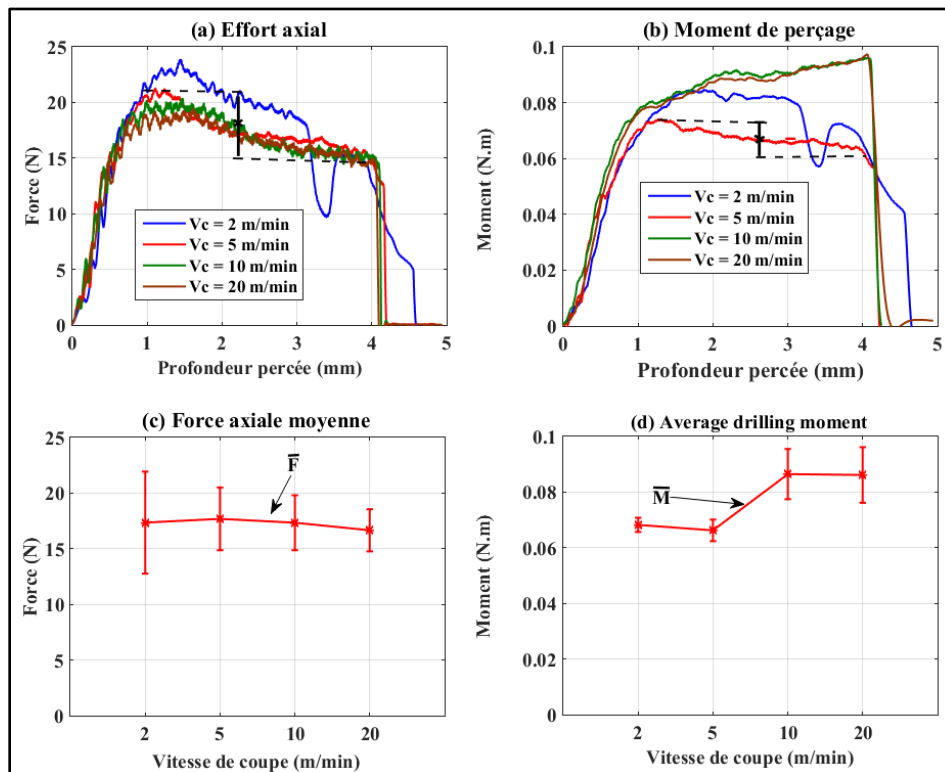 (a) Effort axial
25
20
15
10
5
0
Force (N)
Vc = 2 m/min
Vc = 5 m/min
Vc = 10 m/min
Vc = 20 m/min
0 1 2 3 4 5
Profondeur percée (mm)
(b) Moment de perçage
0.1
0.08
0.06
0.04
0.02
0
Moment (N.m)
Vc = 2 m/min
Vc = 5 m/min
Vc = 10 m/min
Vc = 20 m/min
0 1 2 3 4 5
Profondeur percée (mm)
(c) Force axiale moyenne
25
20
15
10
5
0
Force (N)
F̅
2 5 10 20
Vitesse de coupe (m/min)
(d) Average drilling moment
0.1
0.08
0.06
0.04
0.02
0
Moment (N.m)
M̅
2 5 10 20
Vitesse de coupe (m/min)